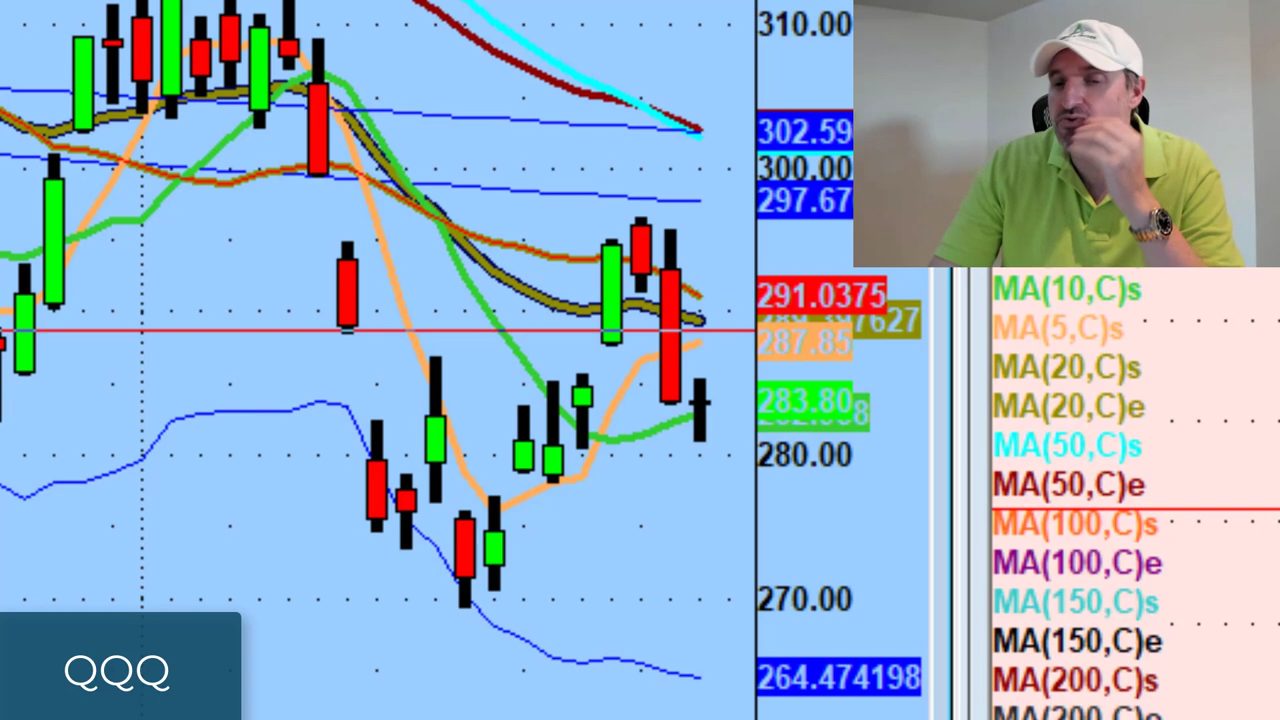 310.00
302.59
300.00
297.67
291.0375
287.85
283.80
280.00
270.00
264.474198
MA(10,C)s
MA(5,C)s
MA(20,C)s
MA(20,C)e
MA(50,C)s
MA(50,C)e
MA(100,C)s
MA(100,C)e
MA(150,C)s
MA(150,C)e
MA(200,C)s
MA(200,C)e
QQQ